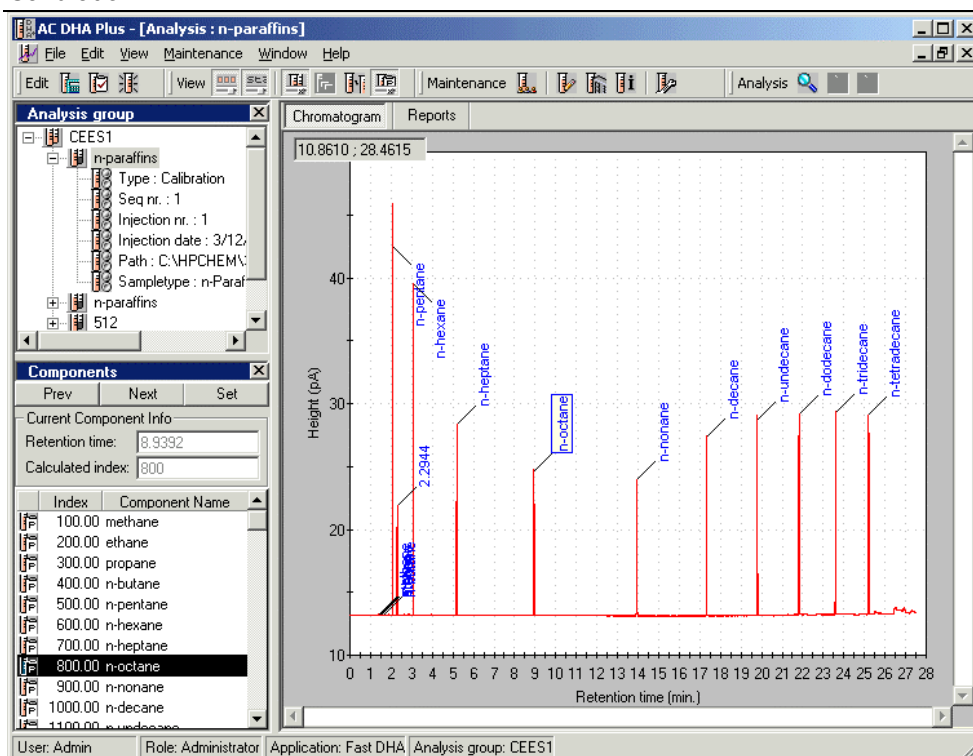 AC DHA Plus - [Analysis : n-paraffins]
File Edit View Maintenance Window Help
Edit View Maintenance Analysis
Analysis group
CEES1
n-paraffins
Type : Calibration
Seq nr. : 1
Injection nr. : 1
Injection date : 3/12/
Path : C:\HPCHEM\
Sampletype : n-Paraf
n-paraffins
512
Components
Prev Next Set
Current Component Info
Retention time: 8.9392
Calculated index: 800
Index Component Name
100.00 methane
200.00 ethane
300.00 propane
400.00 n-butane
500.00 n-pentane
600.00 n-hexane
700.00 n-heptane
800.00 n-octane
900.00 n-nonane
1000.00 n-decane
1100.00 n-undecane
Chromatogram Reports
10.8610 ; 28.4615
Height (pA)
40
30
20
10
n-pentane
n-hexane
2.2944
n-heptane
n-octane
n-nonane
n-decane
n-undecane
n-dodecane
n-tridecane
n-tetradecane
0 1 2 3 4 5 6 7 8 9 10 11 12 13 14 15 16 17 18 19 20 21 22 23 24 25 26 27 28
Retention time (min.)
User: Admin Role: Administrator Application: Fast DHA Analysis group: CEES1